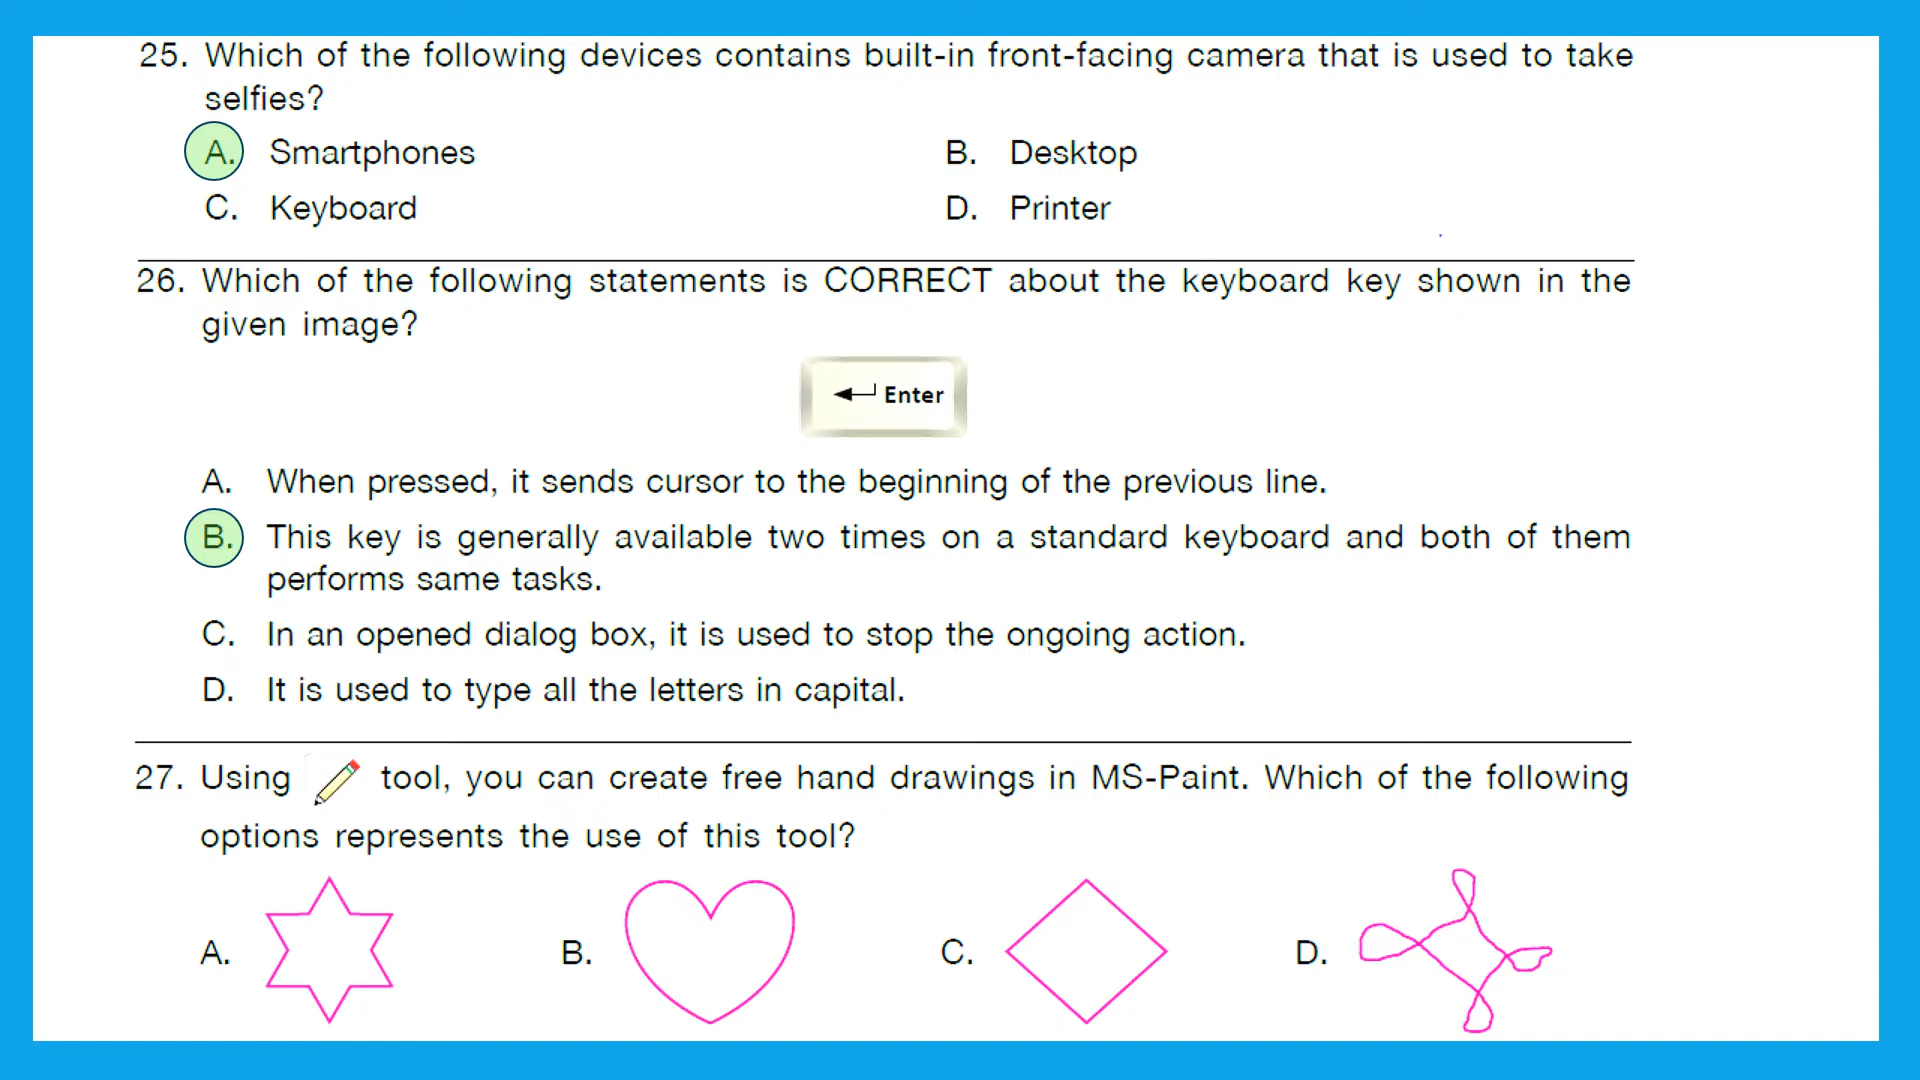 25. Which of the following devices contains built-in front-facing camera that is used to take
selfies?
A. Smartphones B. Desktop
C. Keyboard D. Printer
26. Which of the following statements is CORRECT about the keyboard key shown in the
given image?
Enter
A. When pressed, it sends cursor to the beginning of the previous line.
B. This key is generally available two times on a standard keyboard and both of them
performs same tasks.
C. In an opened dialog box, it is used to stop the ongoing action.
D. It is used to type all the letters in capital.
27. Using tool, you can create free hand drawings in MS-Paint. Which of the following
options represents the use of this tool?
A. B. C. D.